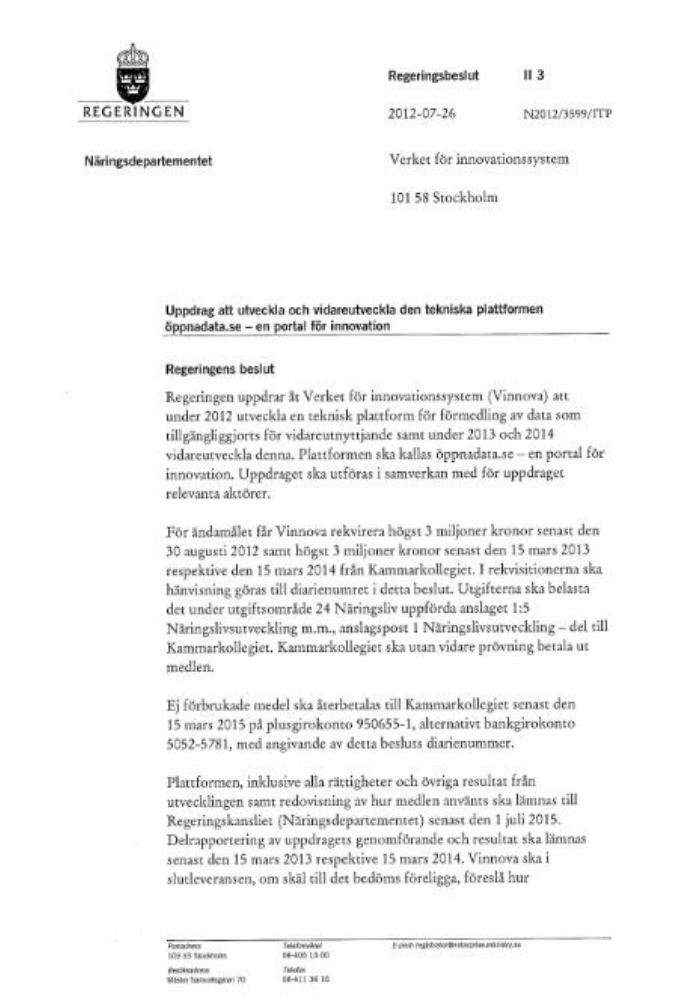 REGERINGEN
Regeringsbeslut II 3
2012-07-26 N2012/3599/ITP
Näringsdepartementet
Verket för innovationssystem
101 58 Stockholm
Uppdrag att utveckla och vidareutveckla den tekniska plattformen
öppnadata.se – en portal för innovation
Regeringens beslut
Regeringen uppdrar åt Verket för innovationssystem (Vinnova) att
under 2012 utveckla en teknisk plattform för förmedling av data som
tillgängliggjorts för vidareutnyttjande samt under 2013 och 2014
vidareutveckla denna. Plattformen ska kallas öppnadata.se – en portal för
innovation. Uppdraget ska utföras i samverkan med för uppdraget
relevanta aktörer.
För ändamålet får Vinnova rekvirera högst 3 miljoner kronor senast den
30 augusti 2012 samt högst 3 miljoner kronor senast den 15 mars 2013
respektive den 15 mars 2014 från Kammarkollegiet. I rekvisitionerna ska
hänvisning göras till diarienumret i detta beslut. Utgifterna ska belasta
det under utgiftsområde 24 Näringsliv uppförda anslaget 1:5
Näringslivsutveckling m.m., anslagspost 1 Näringslivsutveckling – del till
Kammarkollegiet. Kammarkollegiet ska utan vidare prövning betala ut
medlen.
Ej förbrukade medel ska återbetalas till Kammarkollegiet senast den
15 mars 2015 på plusgirokonto 950655-1, alternativt bankgirokonto
5052-5781, med angivande av detta besluts diarienummer.
Plattformen, inklusive alla rättigheter och övriga resultat från
utvecklingen samt redovisning av hur medlen använts ska lämnas till
Regeringskansliet (Näringsdepartementet) senast den 1 juli 2015.
Delrapportering av uppdragets genomförande och resultat ska lämnas
senast den 15 mars 2013 respektive 15 mars 2014. Vinnova ska i
slutleveransen, om skäl till det bedöms föreligga, föreslå hur
Postadress Telefonväxel
103 33 Stockholm 08-405 10 00
Besöksadress Telefax
Mäster Samuelsgatan 70 08-411 36 16